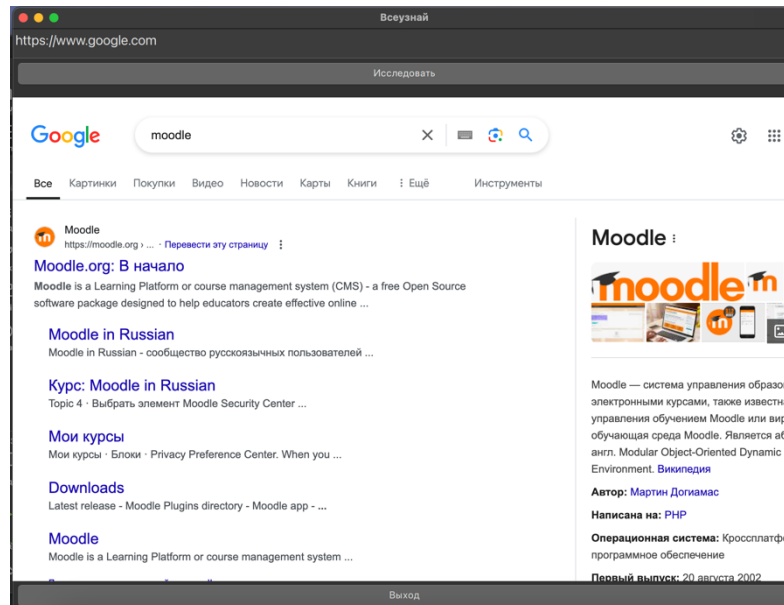 Всеузнай
https://www.google.com
Исследовать
Google
moodle
Все Картинки Покупки Видео Новости Карты Книги ⋮ Ещё Инструменты
Moodle
https://moodle.org › ... · Перевести эту страницу
Moodle.org: В начало
Moodle is a Learning Platform or course management system (CMS) - a free Open Source
software package designed to help educators create effective online ...
Moodle in Russian
Moodle in Russian - сообщество русскоязычных пользователей ...
Курс: Moodle in Russian
Topic 4 · Выбрать элемент Moodle Security Center ...
Мои курсы
Мои курсы · Блоки · Privacy Preference Center. When you ...
Downloads
Latest release - Moodle Plugins directory - Moodle app - ...
Moodle
Moodle is a Learning Platform or course management system ...
Moodle
moodle m
m
Moodle — система управления образо
электронными курсами, также известна
управления обучением Moodle или вир
обучающая среда Moodle. Является аб
англ. Modular Object-Oriented Dynamic
Environment. Википедия
Автор: Мартин Догиамас
Написана на: PHP
Операционная система: Кроссплатфо
программное обеспечение
Первый выпуск: 20 августа 2002
Выход